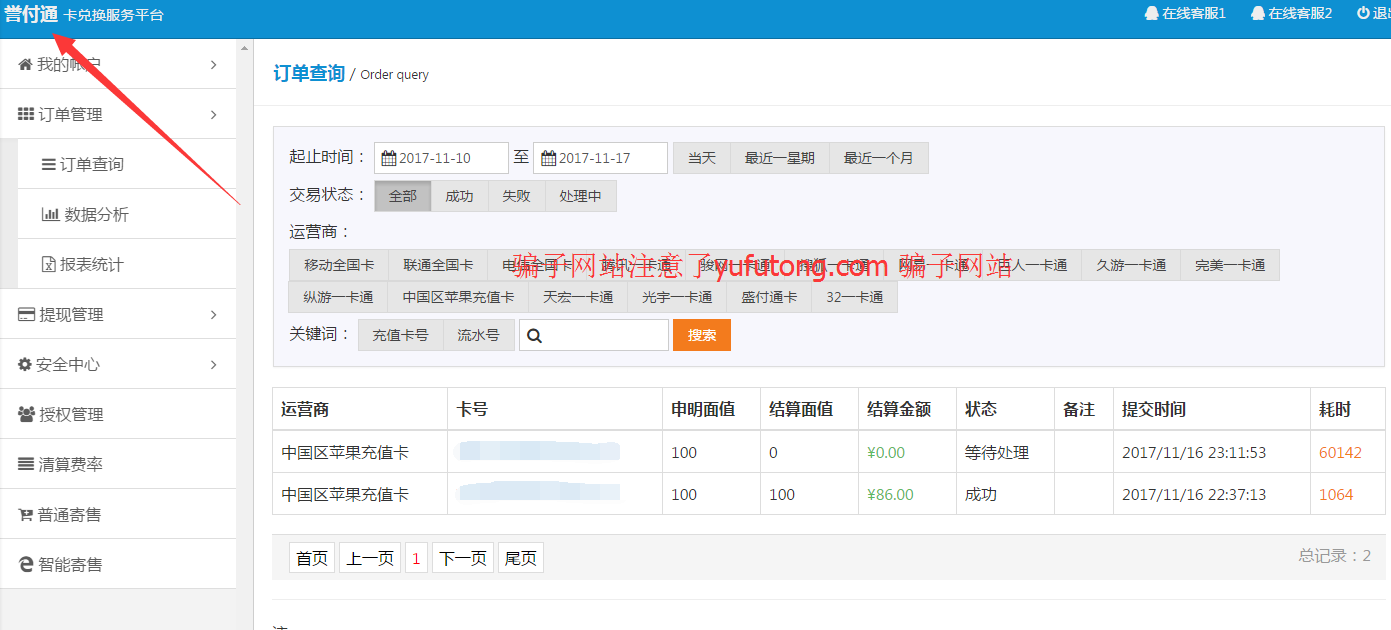 誉付通 卡兑换服务平台
在线客服1 在线客服2 退出
我的帐户
订单管理
订单查询
数据分析
报表统计
提现管理
安全中心
授权管理
清算费率
普通寄售
智能寄售
订单查询 / Order query
起止时间： 2017-11-10 至 2017-11-17 当天 最近一星期 最近一个月
交易状态： 全部 成功 失败 处理中
运营商：
移动全国卡 联通全国卡 电信全国卡 腾讯一卡通 骏网一卡通 搜狐一卡通 网易一卡通 巨人一卡通 久游一卡通 完美一卡通
骗子网站注意了yufutong.com 骗子网站
纵游一卡通 中国区苹果充值卡 天宏一卡通 光宇一卡通 盛付通卡 32一卡通
关键词： 充值卡号 流水号 搜索
运营商 卡号 申明面值 结算面值 结算金额 状态 备注 提交时间 耗时
中国区苹果充值卡 100 0 ¥0.00 等待处理 2017/11/16 23:11:53 60142
中国区苹果充值卡 100 100 ¥86.00 成功 2017/11/16 22:37:13 1064
首页 上一页 1 下一页 尾页 总记录：2